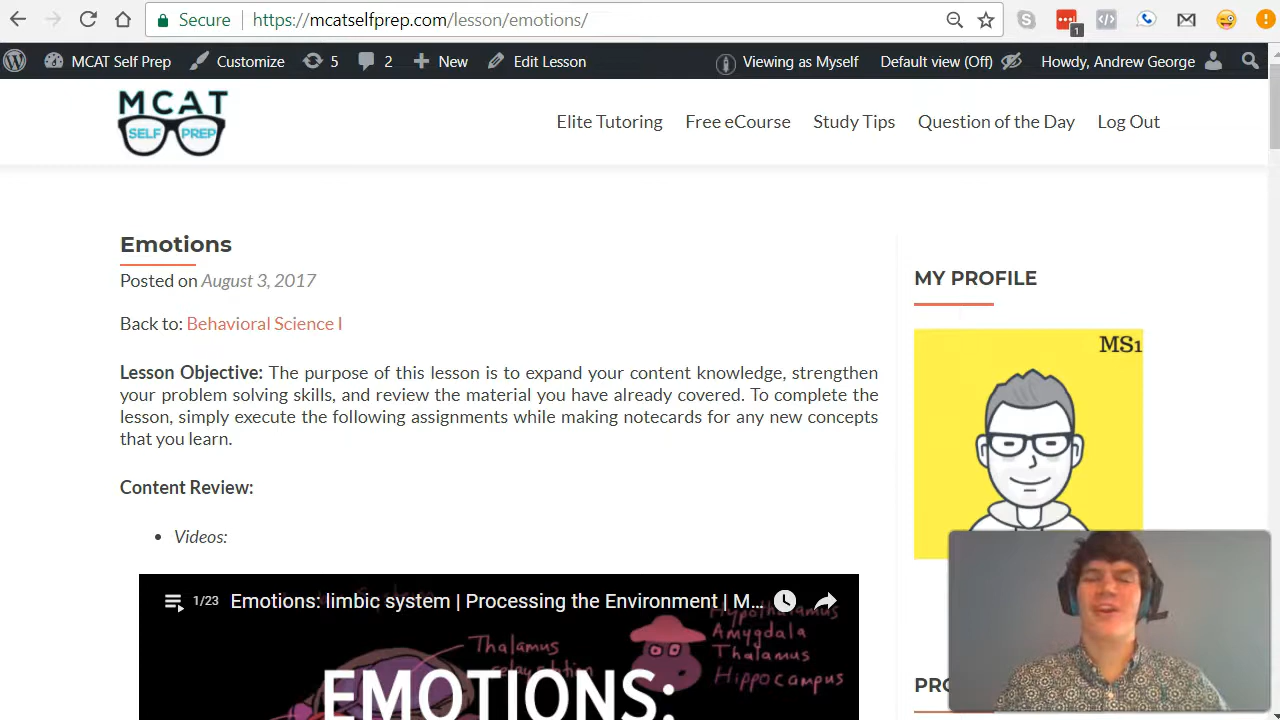 Secure https://mcatselfprep.com/lesson/emotions/
1
MCAT Self Prep Customize 5 2 New Edit Lesson Viewing as Myself Default view (Off) Howdy, Andrew George
MCAT
SELF PREP
Elite Tutoring Free eCourse Study Tips Question of the Day Log Out
Emotions
Posted on August 3, 2017
Back to: Behavioral Science I
Lesson Objective: The purpose of this lesson is to expand your content knowledge, strengthen
your problem solving skills, and review the material you have already covered. To complete the
lesson, simply execute the following assignments while making notecards for any new concepts
that you learn.
Content Review:
• Videos:
1/23 Emotions: limbic system | Processing the Environment | M...
Hypothalamus
Amygdala
Thalamus
Hippocampus
Thalamus
relay station
EMOTIONS:
MY PROFILE
MS1